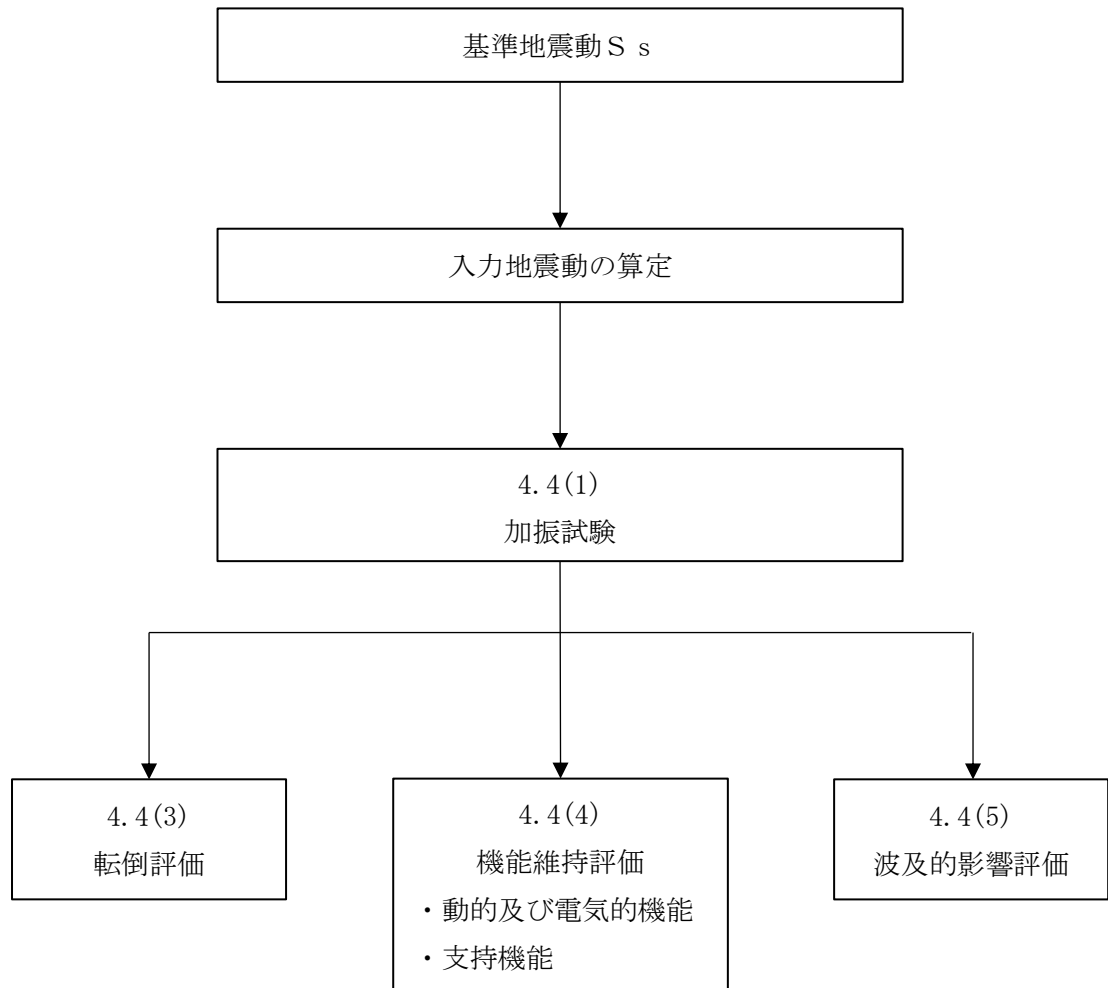 基準地震動Ｓｓ
入力地震動の算定
4.4(1)
加振試験
4.4(3)
転倒評価
4.4(4)
機能維持評価
・動的及び電気的機能
・支持機能
4.4(5)
波及的影響評価